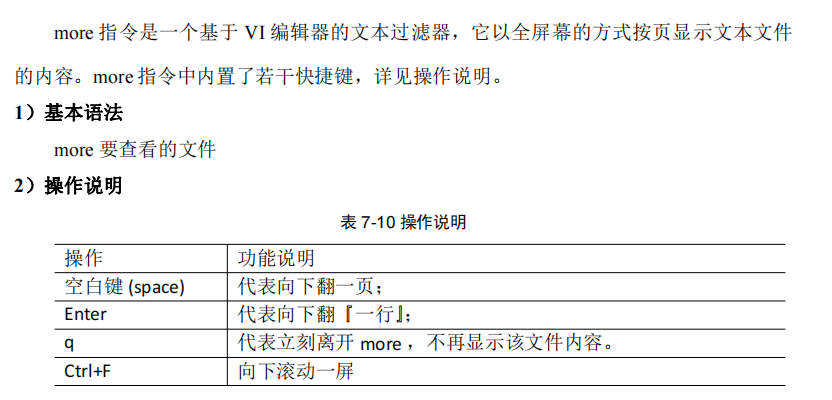 more 指令是一个基于 VI 编辑器的文本过滤器，它以全屏幕的方式按页显示文本文件
的内容。more 指令中内置了若干快捷键，详见操作说明。
1）基本语法
more 要查看的文件
2）操作说明
表 7-10 操作说明
操作 功能说明
空白键 (space) 代表向下翻一页；
Enter 代表向下翻『一行』；
q 代表立刻离开 more ，不再显示该文件内容。
Ctrl+F 向下滚动一屏